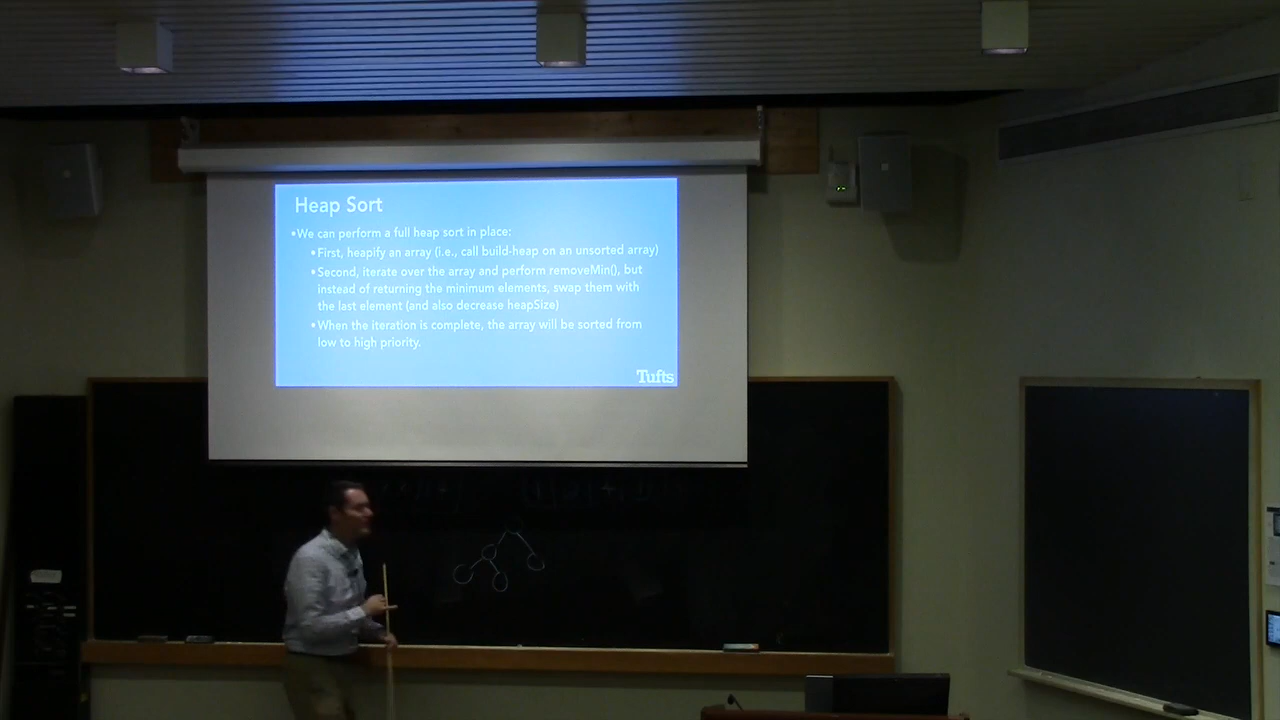 Heap Sort
•We can perform a full heap sort in place:
•First, heapify an array (i.e., call build-heap on an unsorted array)
•Second, iterate over the array and perform removeMin(), but
instead of returning the minimum elements, swap them with
the last element (and also decrease heapSize)
•When the iteration is complete, the array will be sorted from
low to high priority.
Tufts